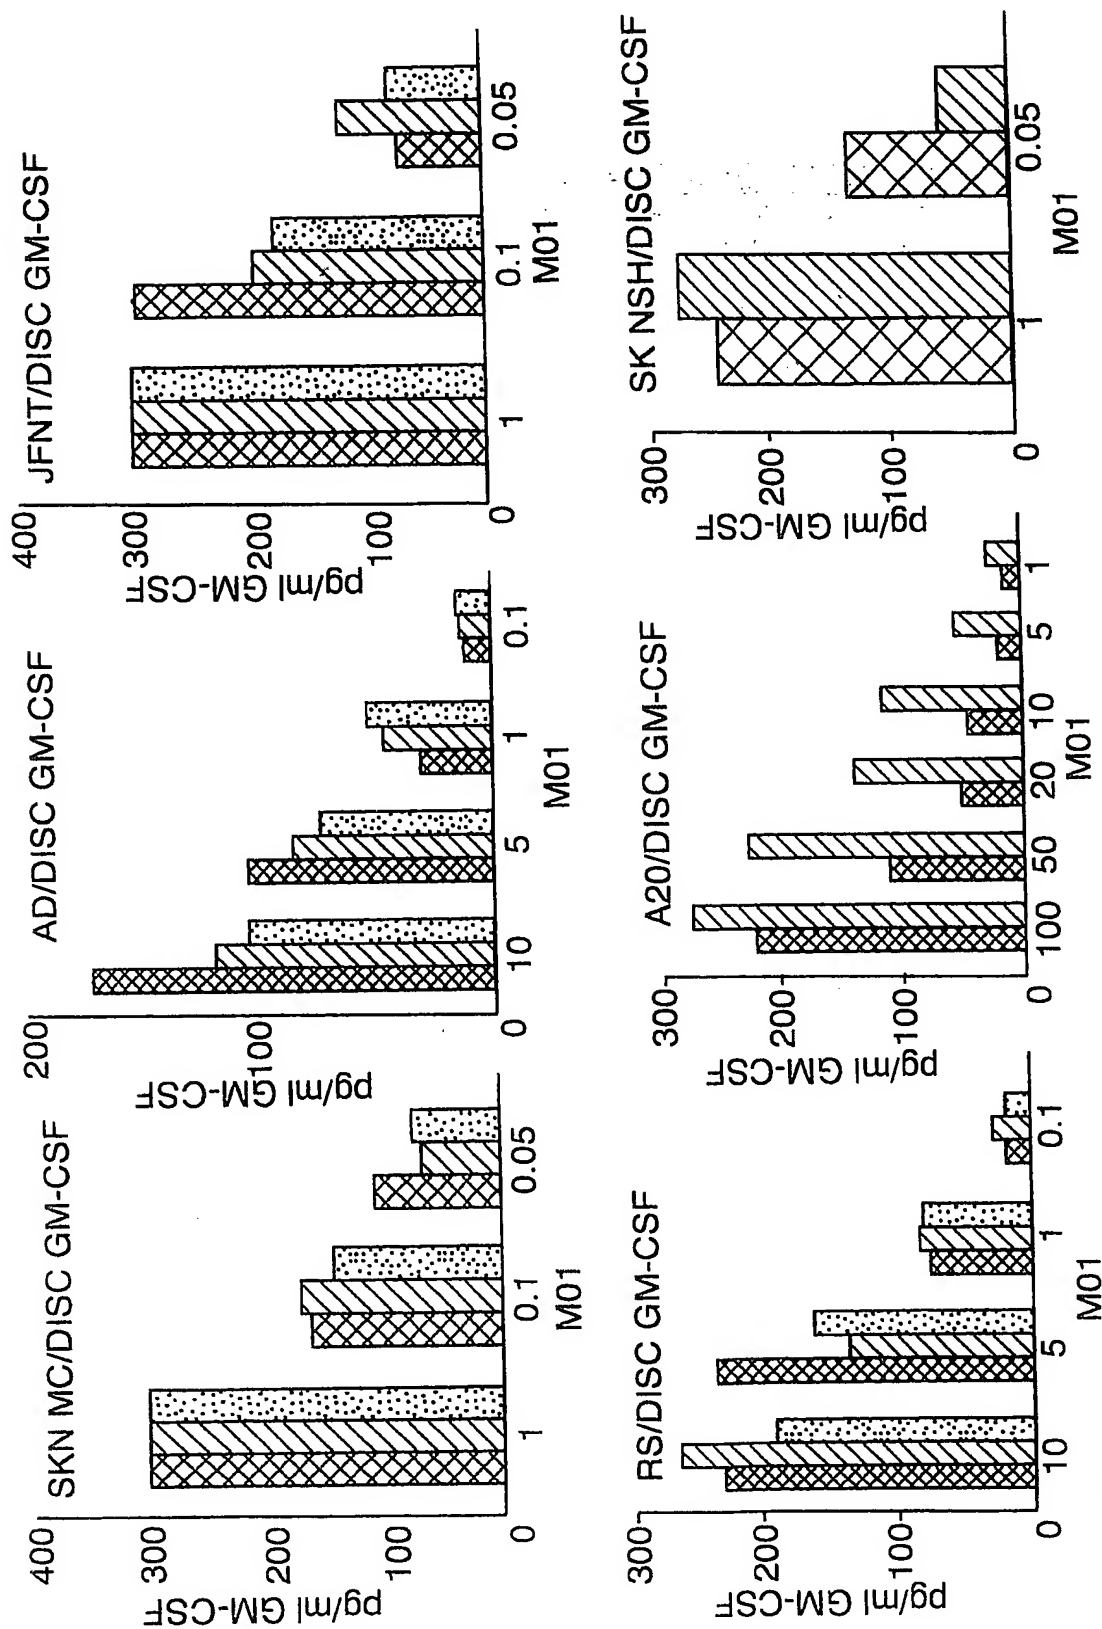 SKN MC/DISC GM-CSF
pg/ml GM-CSF
400
300
200
100
0
1
0.1
0.05
M01
AD/DISC GM-CSF
pg/ml GM-CSF
200
100
0
10
5
1
0.1
M01
JFNT/DISC GM-CSF
pg/ml GM-CSF
400
300
200
100
0
1
0.1
0.05
M01
RS/DISC GM-CSF
pg/ml GM-CSF
300
200
100
0
10
5
1
0.1
M01
A20/DISC GM-CSF
pg/ml GM-CSF
300
200
100
0
100
50
20
10
5
1
M01
SK NSH/DISC GM-CSF
pg/ml GM-CSF
300
200
100
0
1
0.05
M01